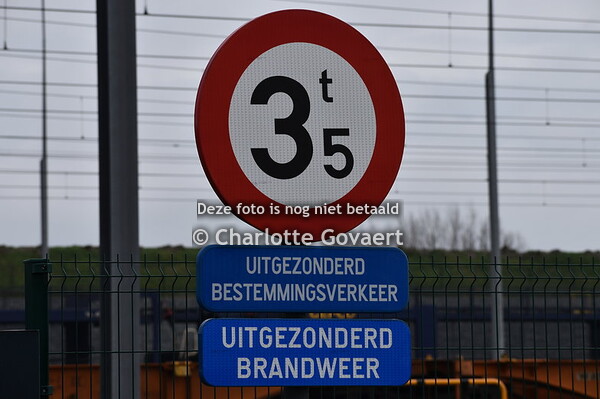 3t5
Deze foto is nog niet betaald
© Charlotte Govaert
UITGEZONDERD
BESTEMMINGSVERKEER
UITGEZONDERD
BRANDWEER